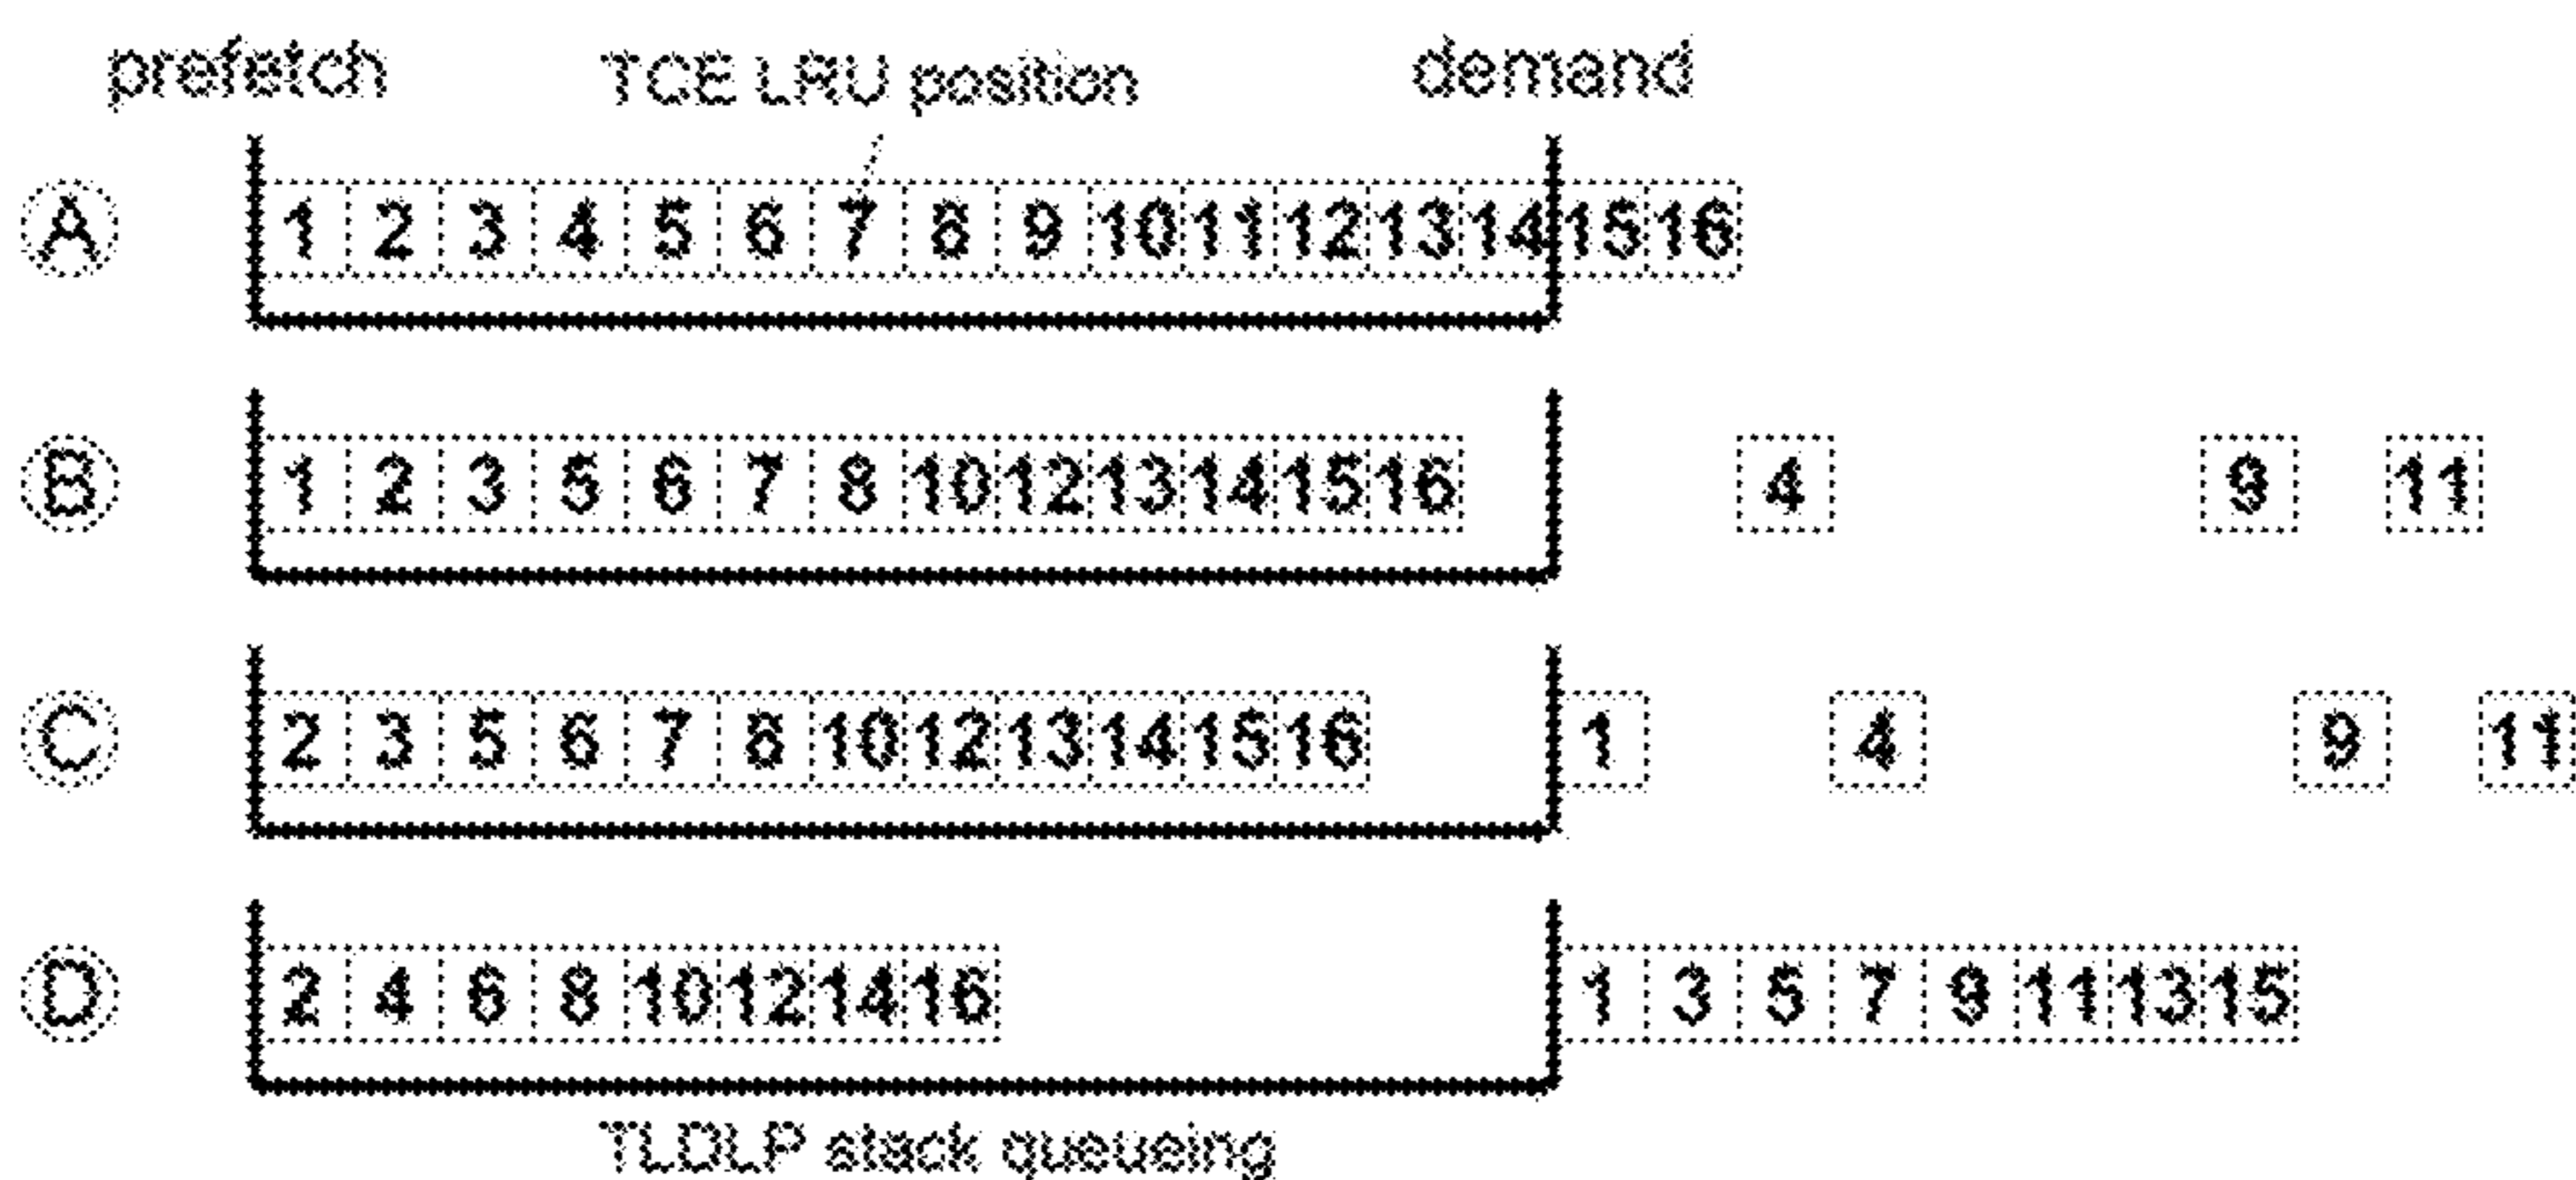 prefetch TCE LRU position demand
A 1 2 3 4 5 6 7 8 9 10 11 12 13 14 15 16
B 1 2 3 5 6 7 8 10 12 13 14 15 16 4 9 11
C 2 3 5 6 7 8 10 12 13 14 15 16 1 4 9 11
D 2 4 6 8 10 12 14 16 1 3 5 7 9 11 13 15
TLDLP stack queueing